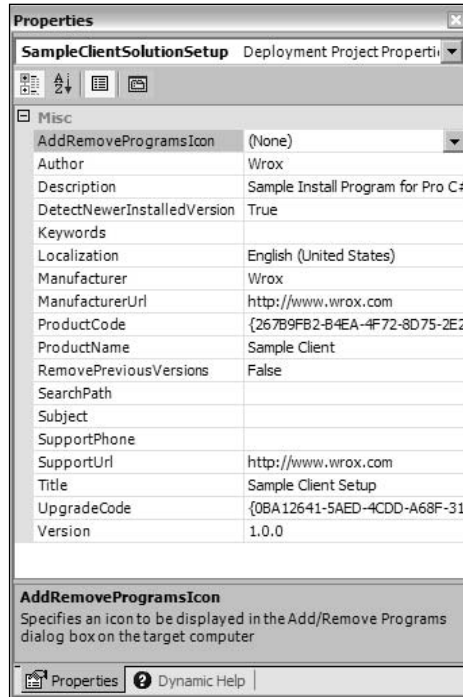 Properties
SampleClientSolutionSetup Deployment Project Properti
Misc
AddRemoveProgramsIcon (None)
Author Wrox
Description Sample Install Program for Pro C#
DetectNewerInstalledVersion True
Keywords
Localization English (United States)
Manufacturer Wrox
ManufacturerUrl http://www.wrox.com
ProductCode {267B9FB2-B4EA-4F72-8D75-2E2
ProductName Sample Client
RemovePreviousVersions False
SearchPath
Subject
SupportPhone
SupportUrl http://www.wrox.com
Title Sample Client Setup
UpgradeCode {0BA12641-5AED-4CDD-A68F-31
Version 1.0.0
AddRemoveProgramsIcon
Specifies an icon to be displayed in the Add/Remove Programs
dialog box on the target computer
Properties Dynamic Help